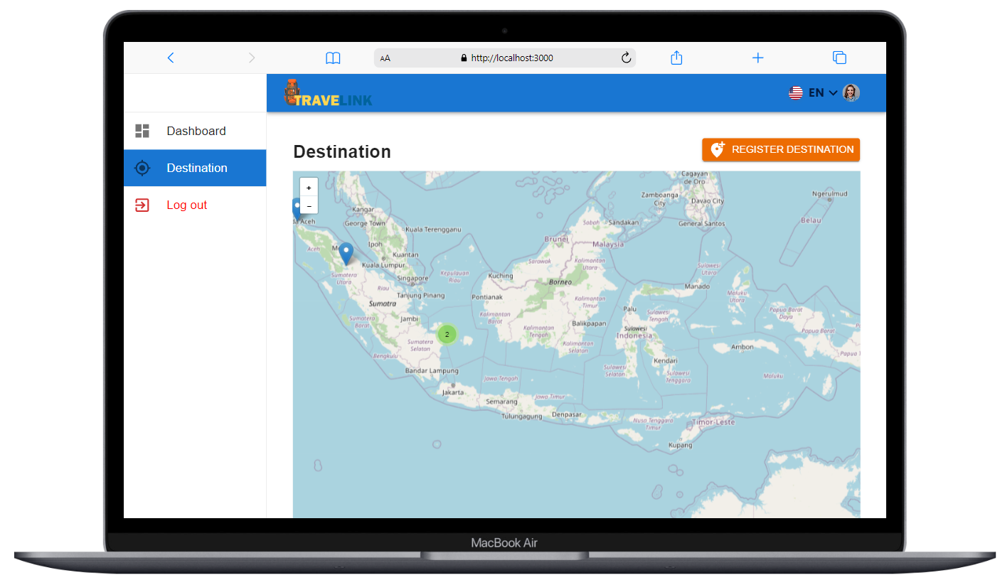 AA
http://localhost:3000
TRAVELINK
EN
Dashboard
Destination
Log out
Destination
REGISTER DESTINATION
+
−
Cagayan
de Oro
Zamboanga
City
Davao City
Ngerulmud
Kangar
George Town
Kuala Terengganu
Sabah
Sandakan
General Santos
Belau
da Aceh
Aceh
Ipoh
Kuantan
Kuala Lumpur
Brunei
Malaysia
Sarawak
Kalimantan
Utara
Sumatera
Utara
Singapore
Kepulauan
Riau
Kuching
Borneo
Sulawesi
Utara
Manado
Maluku
Utara
Riau
Tanjung Pinang
Pontianak
Kalimantan
Timur
Sumatra
Sumatera
Barat
Jambi
Kalimantan
Barat
Palu
Sulawesi
Tengah
Papua Barat
Daya
Balikpapan
Kalimantan
Tengah
Sulawesi
Indonesia
Papua Barat
2
Sumatera
Selatan
Kalimantan
Selatan
Ambon
Papua
Bengkulu
Kendari
Bandar Lampung
Sulawesi
Selatan
Sulawesi
Tenggara
Maluku
Jawa Tengah
Jakarta
Semarang
Jawa Timur
Tulungagung
Denpasar
Nusa Tenggara
Timur
Timor-Leste
Kupang
MacBook Air